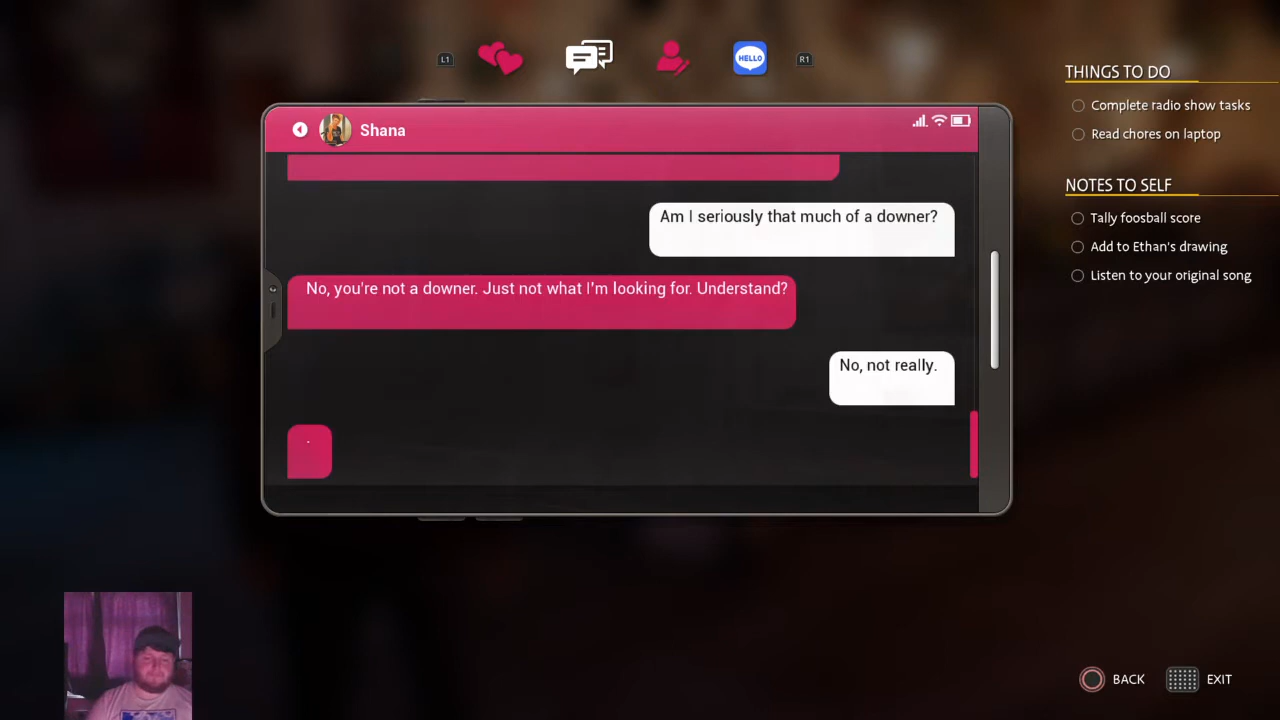 L1
HELLO
R1
Shana
Am I seriously that much of a downer?
No, you're not a downer. Just not what I'm looking for. Understand?
No, not really.
THINGS TO DO
Complete radio show tasks
Read chores on laptop
NOTES TO SELF
Tally foosball score
Add to Ethan's drawing
Listen to your original song
BACK
EXIT